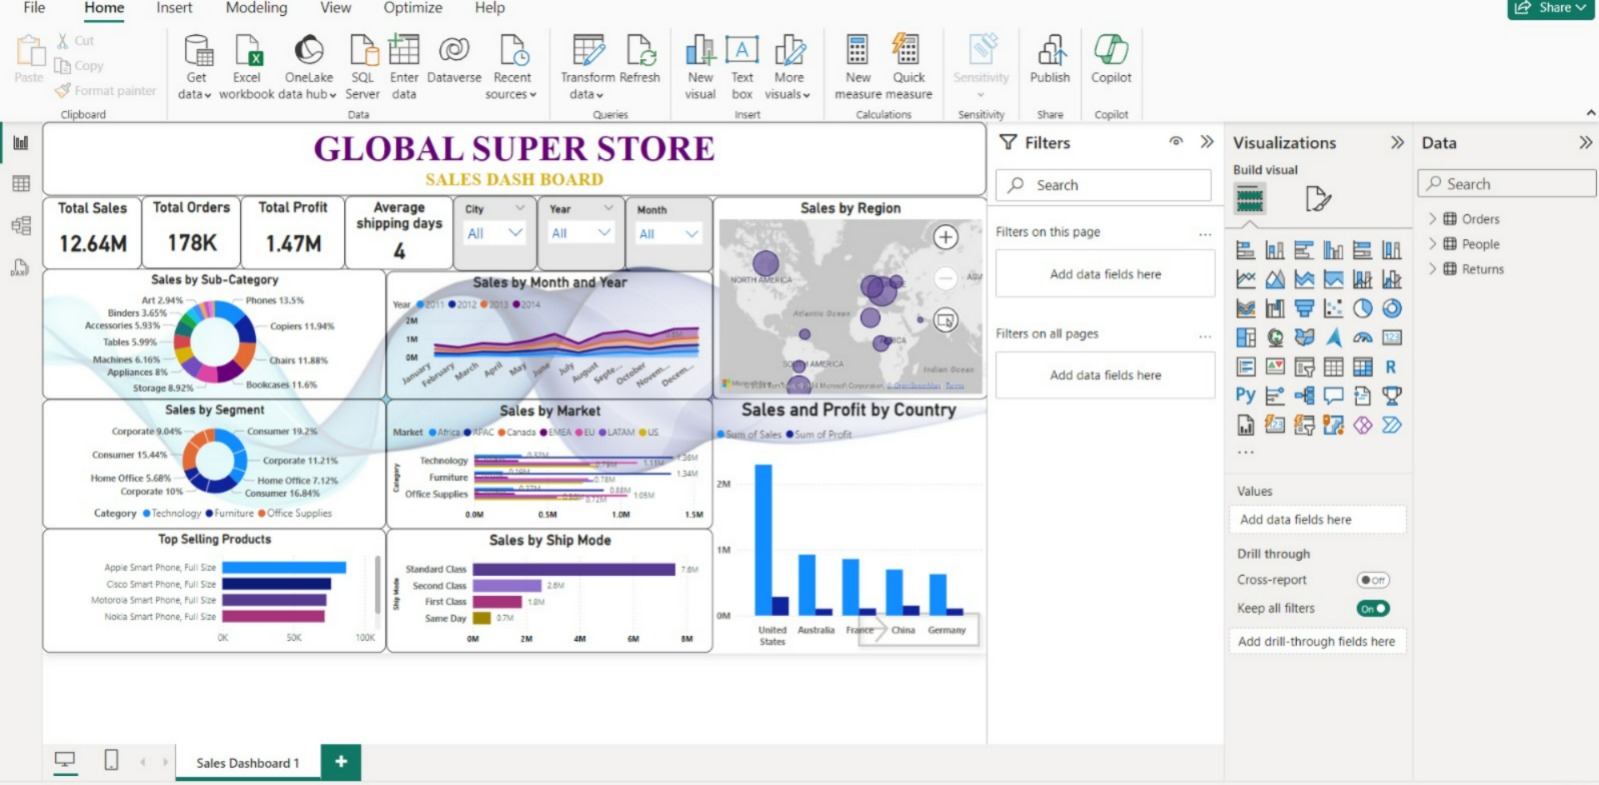 File Home Insert Modeling View Optimize Help Share
Cut
Copy
Paste
Format painter
Get data Excel workbook OneLake data hub SQL Server Enter data Dataverse Recent sources Transform data Refresh New visual Text box More visuals New measure Quick measure Sensitivity Publish Copilot
Clipboard Data Queries Insert Calculations Sensitivity Share Copilot
GLOBAL SUPER STORE
SALES DASH BOARD
Total Sales
12.64M
Total Orders
178K
Total Profit
1.47M
Average
shipping days
4
City
All
Year
All
Month
All
Sales by Sub-Category
Art 2.94%
Binders 3.65%
Accessories 5.93%
Tables 5.99%
Machines 6.16%
Appliances 8%
Storage 8.92%
Phones 13.5%
Copiers 11.94%
Chairs 11.88%
Bookcases 11.6%
Sales by Month and Year
Year 2011 2012 2013 2014
2M
1M
0M
January February March April May June July August Septe... October Novem... Decem...
Sales by Region
NORTH AMERICA
Atlantic Ocean
AMERICA
Indian Ocean
OpenStreetMap Terms
Sales by Segment
Corporate 9.04%
Consumer 15.44%
Home Office 5.68%
Corporate 10%
Consumer 19.2%
Corporate 11.21%
Home Office 7.12%
Consumer 16.84%
Category Technology Furniture Office Supplies
Sales by Market
Market Africa APAC Canada EMEA EU LATAM US
Category
Technology
Furniture
Office Supplies
1.34M
0.78M
0.88M
1.05M
0.72M
0.0M 0.5M 1.0M 1.5M
Sales and Profit by Country
Sum of Sales Sum of Profit
2M
1M
0M
United States Australia France China Germany
Top Selling Products
Apple Smart Phone, Full Size
Cisco Smart Phone, Full Size
Motorola Smart Phone, Full Size
Nokia Smart Phone, Full Size
0K 50K 100K
Sales by Ship Mode
Ship Mode
Standard Class 7.6M
Second Class 2.6M
First Class 1.8M
Same Day 0.7M
0M 2M 4M 6M 8M
Sales Dashboard 1
Filters
Search
Filters on this page ...
Add data fields here
Filters on all pages ...
Add data fields here
Visualizations
Build visual
123
R
Py
...
Values
Add data fields here
Drill through
Cross-report Off
Keep all filters On
Add drill-through fields here
Data
Search
Orders
People
Returns